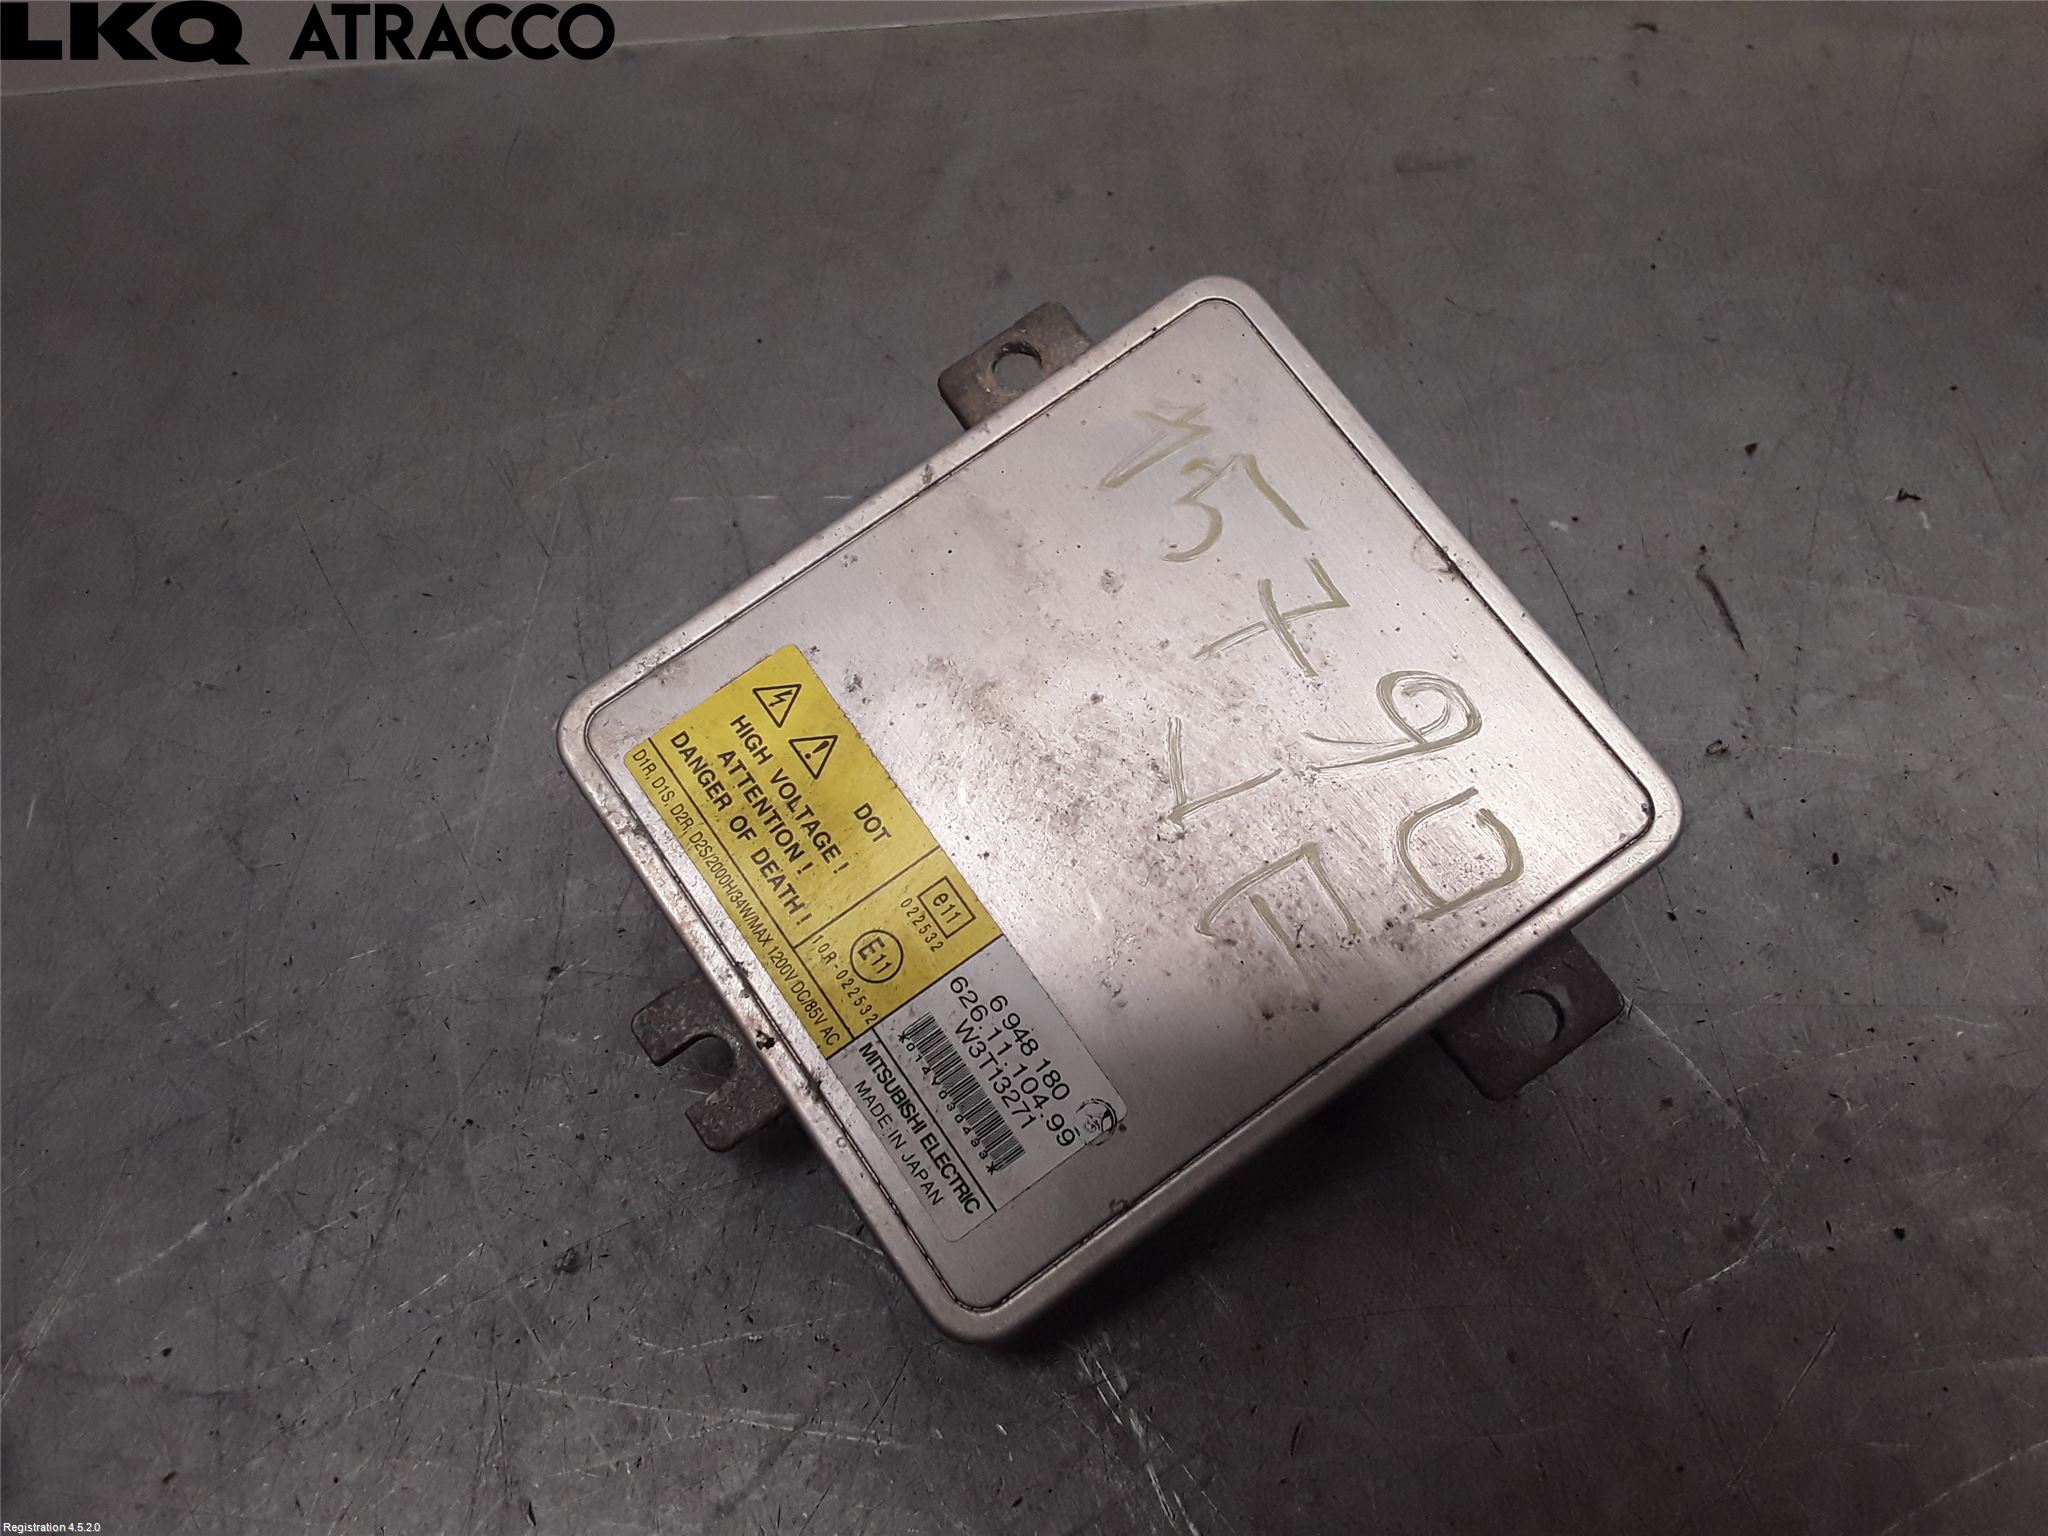 LKQ ATRACCO
DOT
HIGH VOLTAGE !
ATTENTION !
DANGER OF DEATH !
D1R, D1S, D2R, D2S/2000H/34W/MAX 1200V DC/85V AC
e11
022532
E11
10R-022532
6 948 180
626.11.104.99
W3T13271
MITSUBISHI ELECTRIC
MADE IN JAPAN
VF
Registration 4.5.2.0